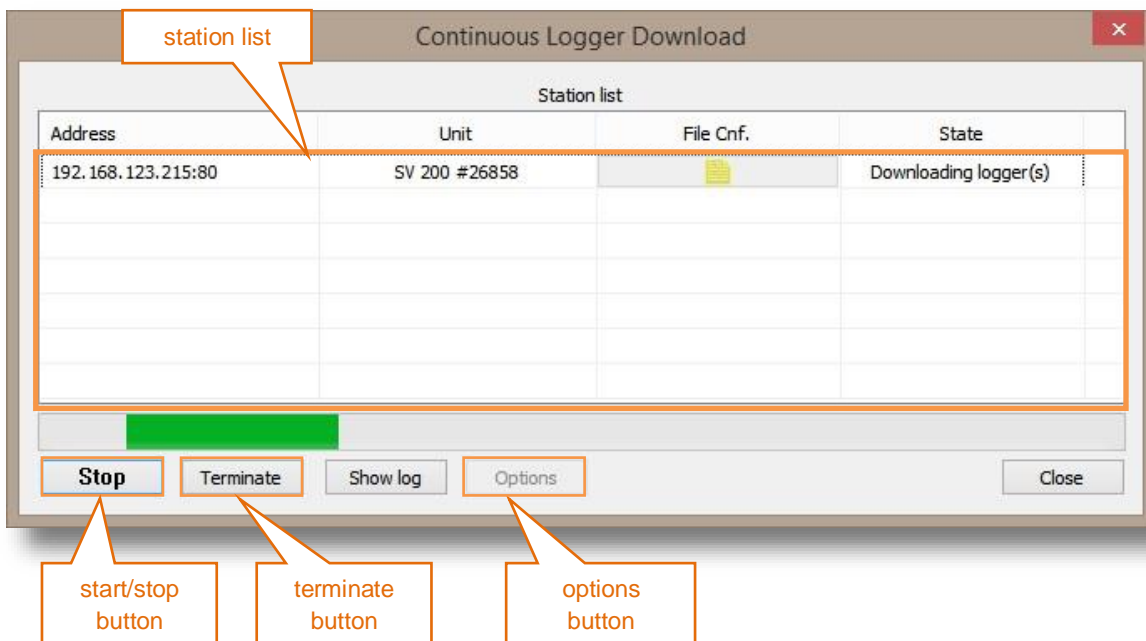 station list
Continuous Logger Download
Station list
Address Unit File Cnf. State
192.168.123.215:80 SV 200 #26858 Downloading logger(s)
Stop Terminate Show log Options Close
start/stop
button
terminate
button
options
button